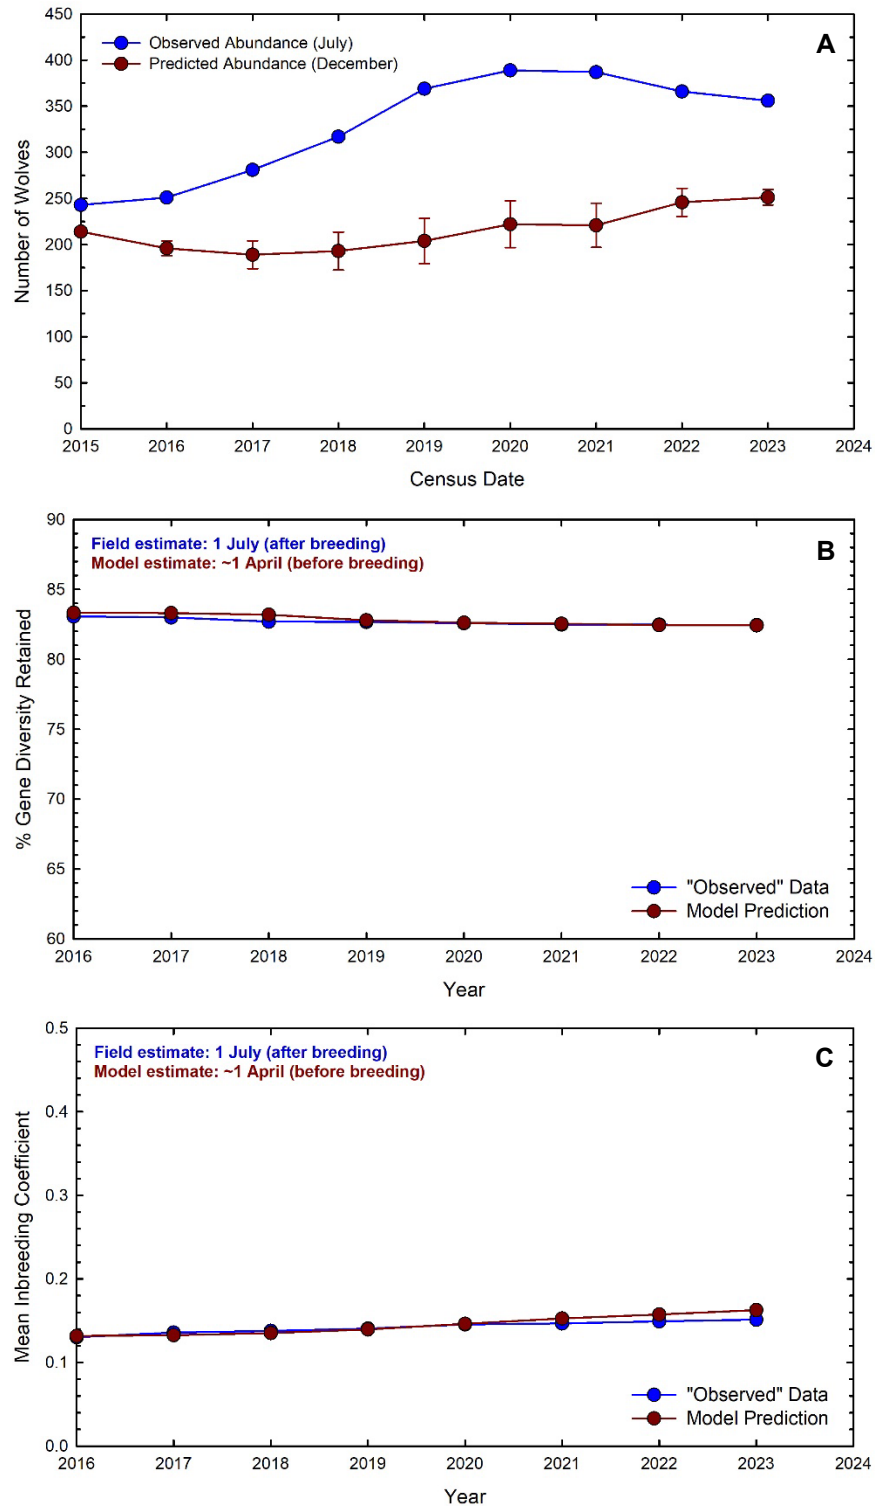 450
400
350
300
250
200
150
100
50
0
Number of Wolves
Observed Abundance (July)
Predicted Abundance (December)
A
2015 2016 2017 2018 2019 2020 2021 2022 2023 2024
Census Date
90
85
80
75
70
65
60
% Gene Diversity Retained
Field estimate: 1 July (after breeding)
Model estimate: ~1 April (before breeding)
B
"Observed" Data
Model Prediction
2016 2017 2018 2019 2020 2021 2022 2023 2024
Year
0.5
0.4
0.3
0.2
0.1
0.0
Mean Inbreeding Coefficient
Field estimate: 1 July (after breeding)
Model estimate: ~1 April (before breeding)
C
"Observed" Data
Model Prediction
2016 2017 2018 2019 2020 2021 2022 2023 2024
Year